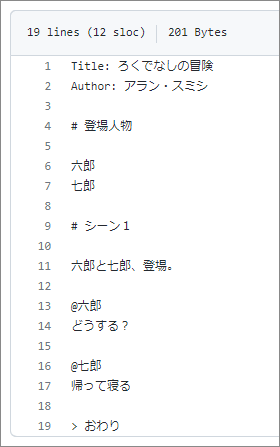 19 lines (12 sloc) 201 Bytes
1 Title: ろくでなしの冒険
2 Author: アラン・スミシ
3
4 # 登場人物
5
6 六郎
7 七郎
8
9 # シーン１
10
11 六郎と七郎、登場。
12
13 @六郎
14 どうする？
15
16 @七郎
17 帰って寝る
18
19 > おわり